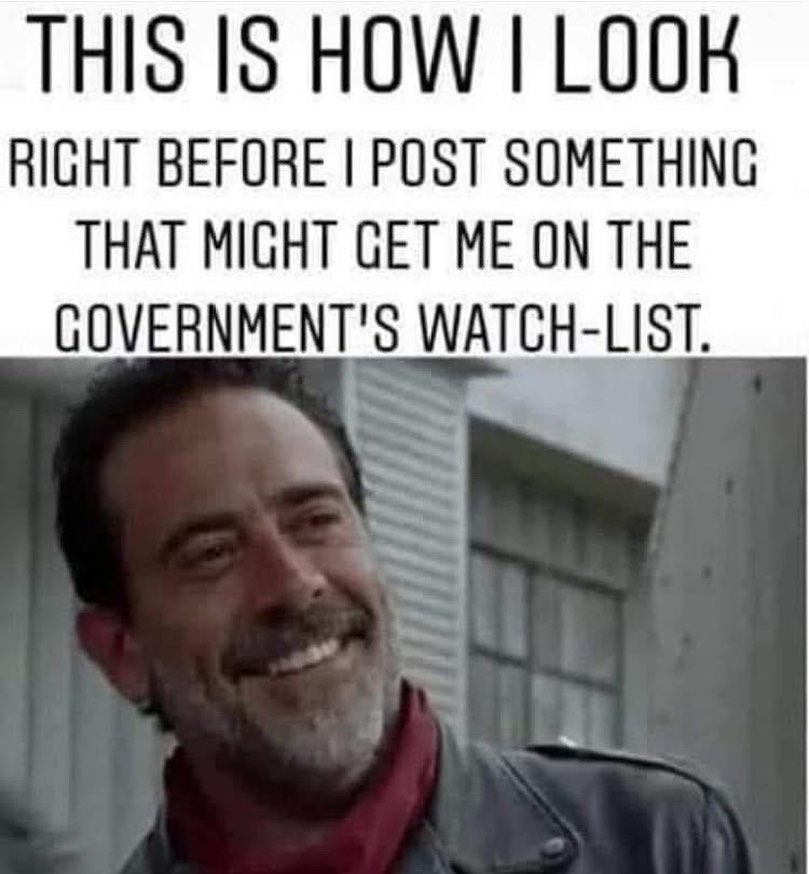 THIS IS HOW I LOOK
RIGHT BEFORE I POST SOMETHING
THAT MIGHT GET ME ON THE
GOVERNMENT'S WATCH-LIST.